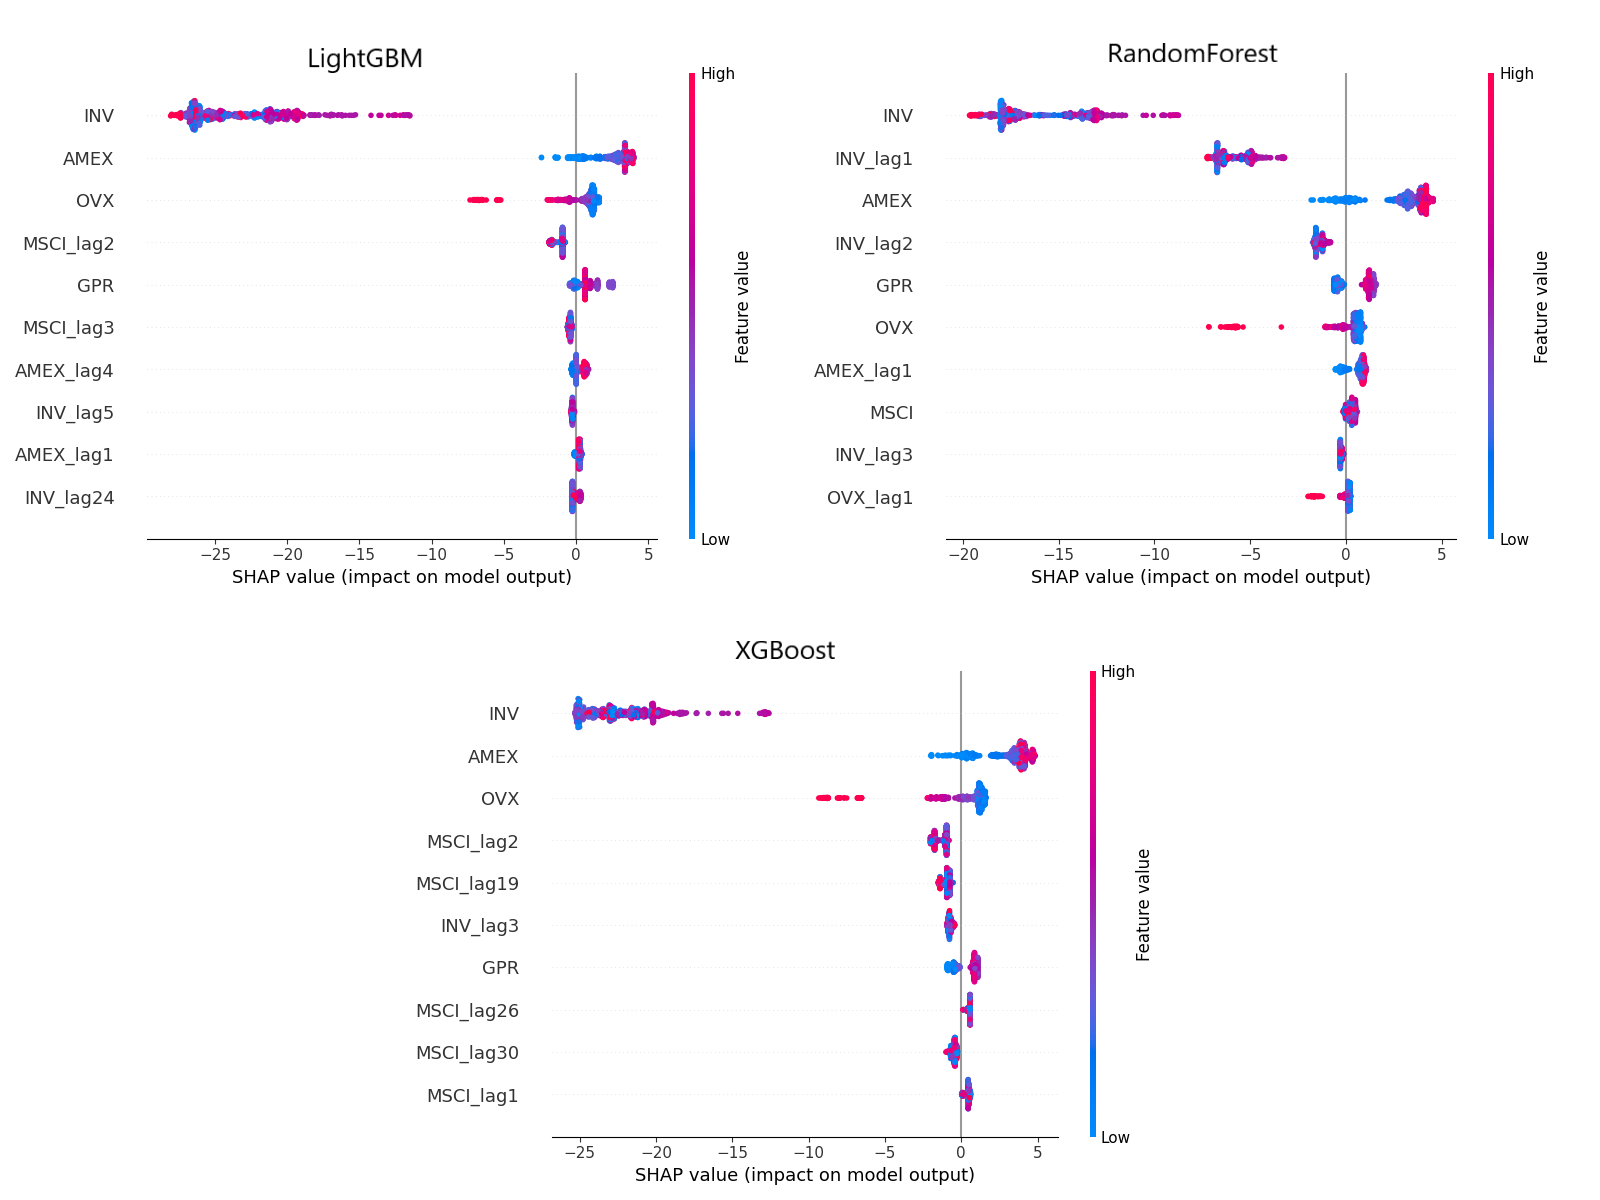 LightGBM
High
INV
AMEX
OVX
MSCI_lag2
GPR
MSCI_lag3
AMEX_lag4
INV_lag5
AMEX_lag1
INV_lag24
Feature value
Low
−25 −20 −15 −10 −5 0 5
SHAP value (impact on model output)
RandomForest
High
INV
INV_lag1
AMEX
INV_lag2
GPR
OVX
AMEX_lag1
MSCI
INV_lag3
OVX_lag1
Feature value
Low
−20 −15 −10 −5 0 5
SHAP value (impact on model output)
XGBoost
High
INV
AMEX
OVX
MSCI_lag2
MSCI_lag19
INV_lag3
GPR
MSCI_lag26
MSCI_lag30
MSCI_lag1
Feature value
Low
−25 −20 −15 −10 −5 0 5
SHAP value (impact on model output)